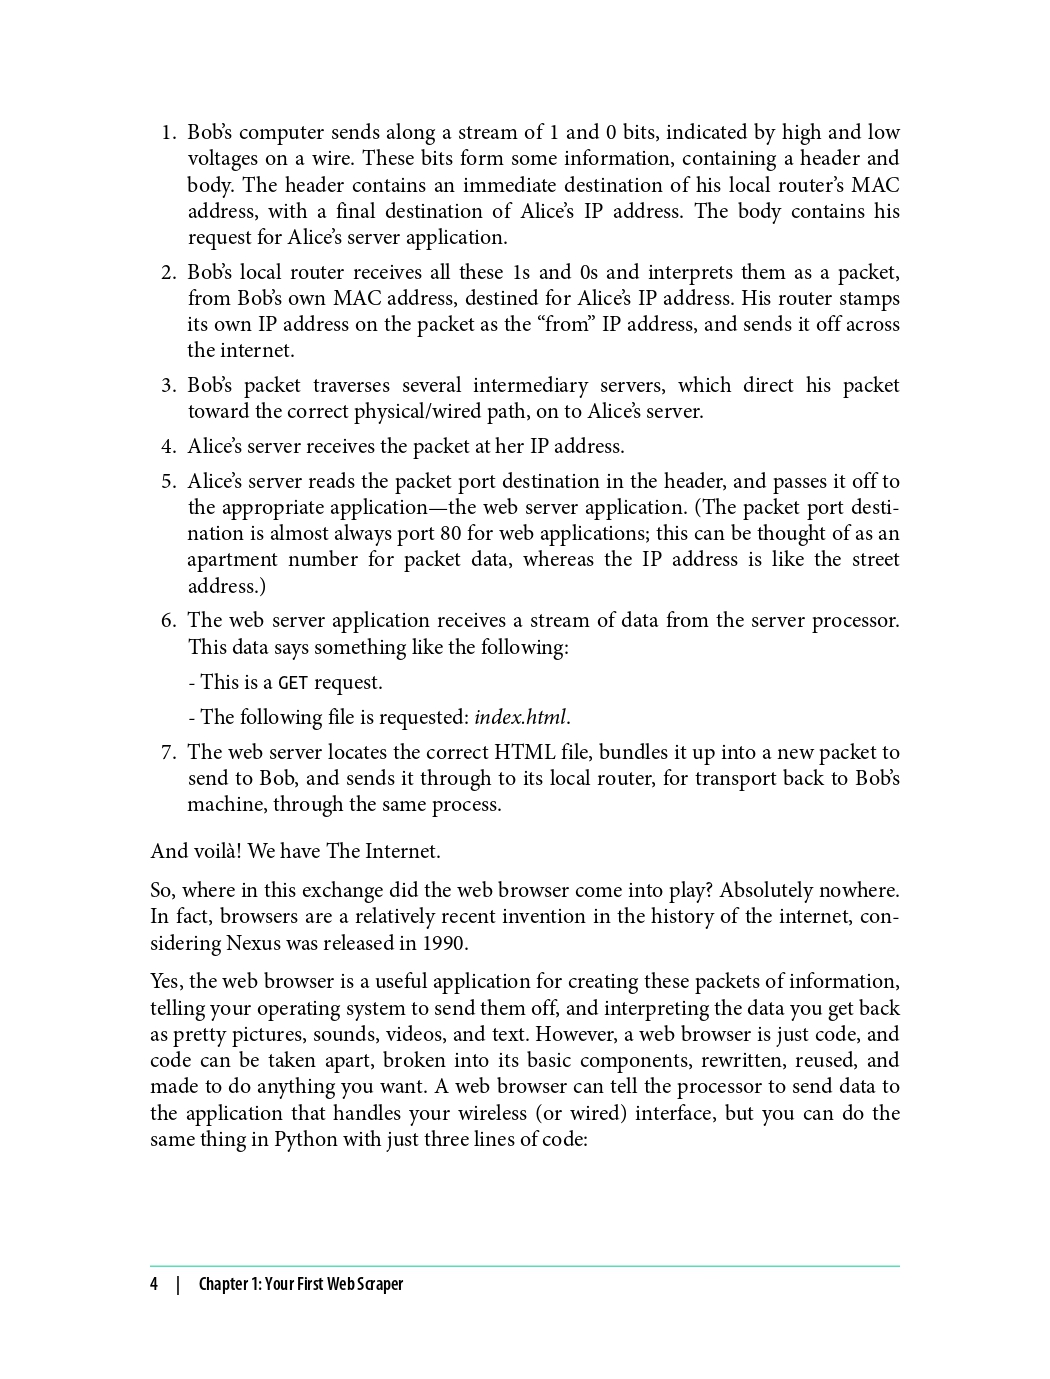 1. Bob’s computer sends along a stream of 1 and 0 bits, indicated by high and low
voltages on a wire. These bits form some information, containing a header and
body. The header contains an immediate destination of his local router’s MAC
address, with a final destination of Alice’s IP address. The body contains his
request for Alice’s server application.
2. Bob’s local router receives all these 1s and 0s and interprets them as a packet,
from Bob’s own MAC address, destined for Alice’s IP address. His router stamps
its own IP address on the packet as the “from” IP address, and sends it off across
the internet.
3. Bob’s packet traverses several intermediary servers, which direct his packet
toward the correct physical/wired path, on to Alice’s server.
4. Alice’s server receives the packet at her IP address.
5. Alice’s server reads the packet port destination in the header, and passes it off to
the appropriate application—the web server application. (The packet port desti-
nation is almost always port 80 for web applications; this can be thought of as an
apartment number for packet data, whereas the IP address is like the street
address.)
6. The web server application receives a stream of data from the server processor.
This data says something like the following:
- This is a GET request.
- The following file is requested: index.html.
7. The web server locates the correct HTML file, bundles it up into a new packet to
send to Bob, and sends it through to its local router, for transport back to Bob’s
machine, through the same process.
And voilà! We have The Internet.
So, where in this exchange did the web browser come into play? Absolutely nowhere.
In fact, browsers are a relatively recent invention in the history of the internet, con-
sidering Nexus was released in 1990.
Yes, the web browser is a useful application for creating these packets of information,
telling your operating system to send them off, and interpreting the data you get back
as pretty pictures, sounds, videos, and text. However, a web browser is just code, and
code can be taken apart, broken into its basic components, rewritten, reused, and
made to do anything you want. A web browser can tell the processor to send data to
the application that handles your wireless (or wired) interface, but you can do the
same thing in Python with just three lines of code:
4 | Chapter 1: Your First Web Scraper